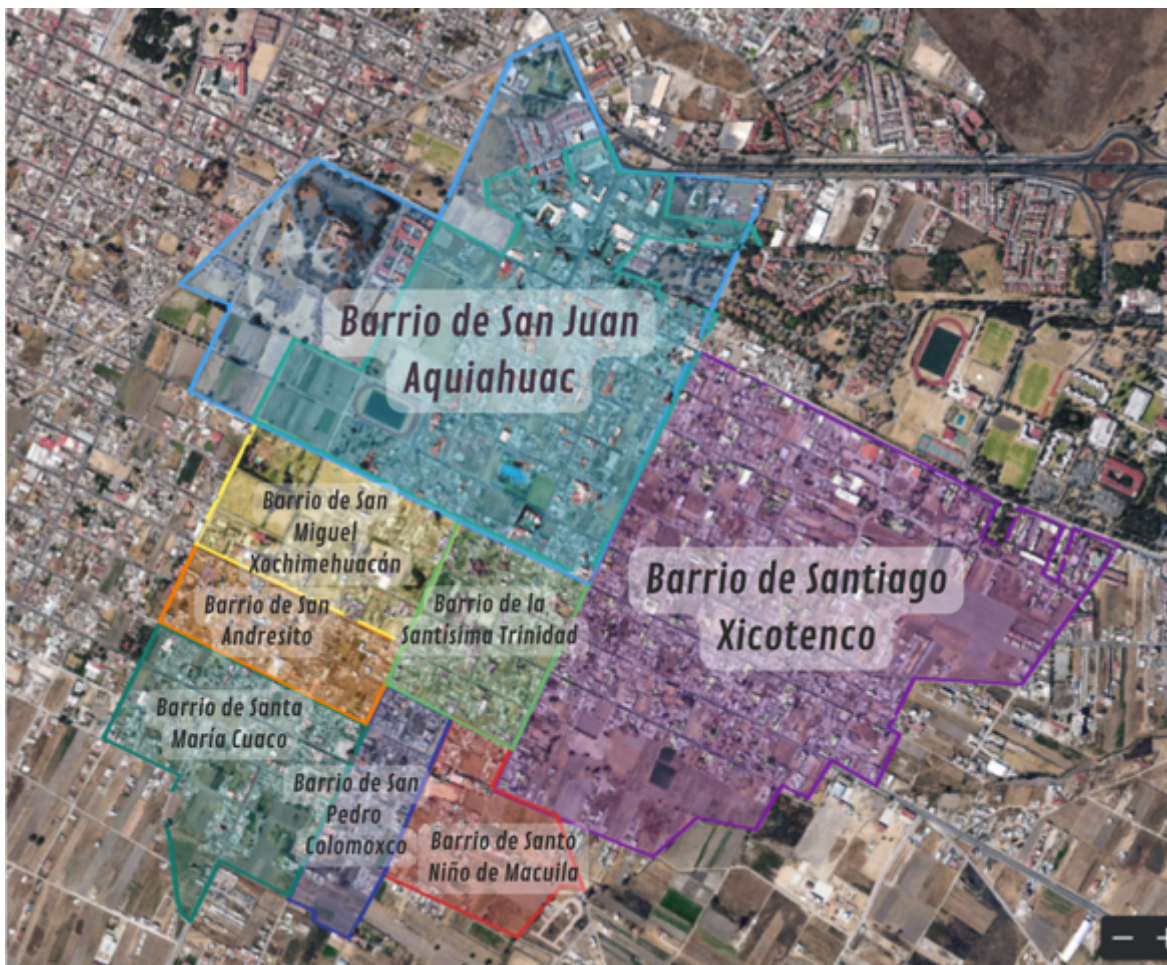 Barrio de San Juan
Aquiahuac
Barrio de San
Miguel
Xochimehuacán
Barrio de San
Andresito
Barrio de la
Santísima Trinidad
Barrio de Santiago
Xicotenco
Barrio de Santa
María Cuaco
Barrio de San
Pedro
Colomoxco
Barrio de Santo
Niño de Macuila